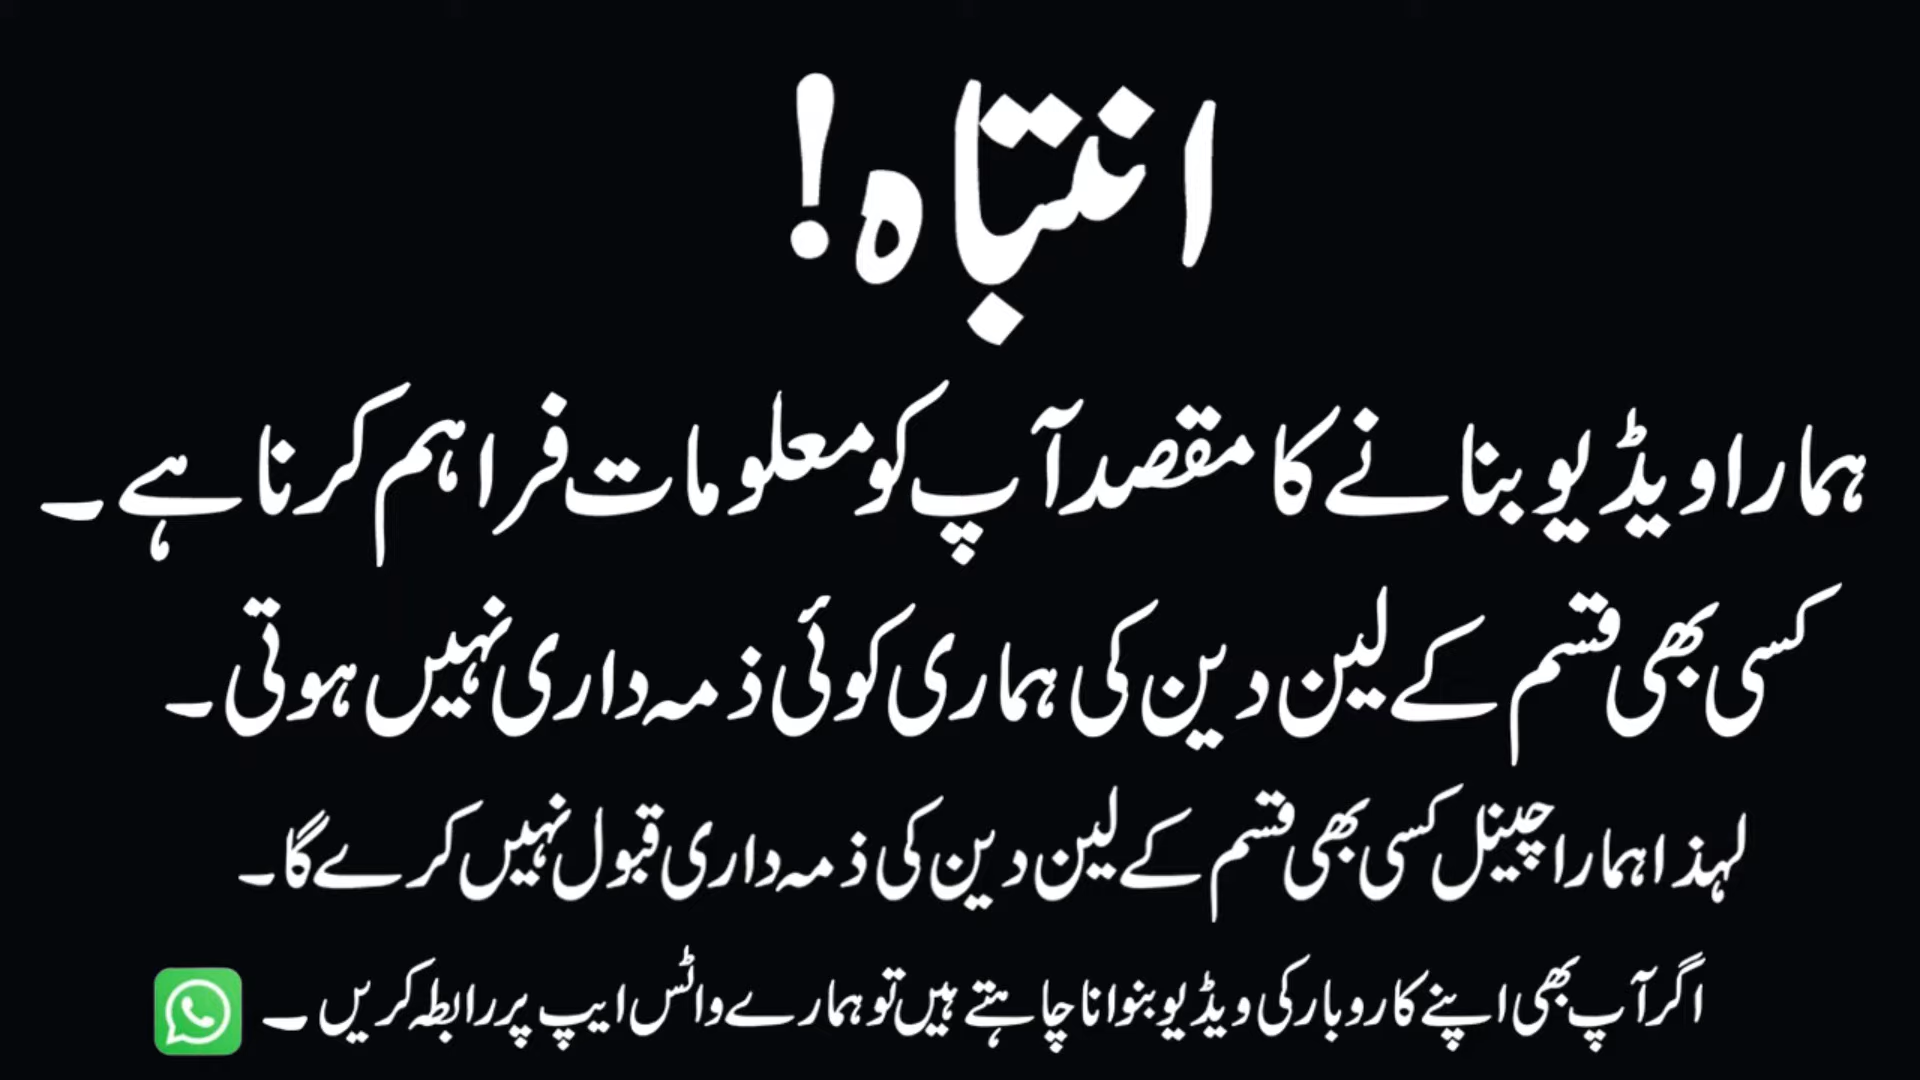 انتباہ!
ہمارا ویڈیو بنانے کا مقصد آپ کو معلومات فراہم کرنا ہے۔
کسی بھی قسم کے لین دین کی ہماری کوئی ذمہ داری نہیں ہوتی۔
لہذا ہمارا چینل کسی بھی قسم کے لین دین کی ذمہ داری قبول نہیں کرے گا۔
اگر آپ بھی اپنے کاروبار کی ویڈیو بنوانا چاہتے ہیں تو ہمارے واٹس ایپ پر رابطہ کریں۔